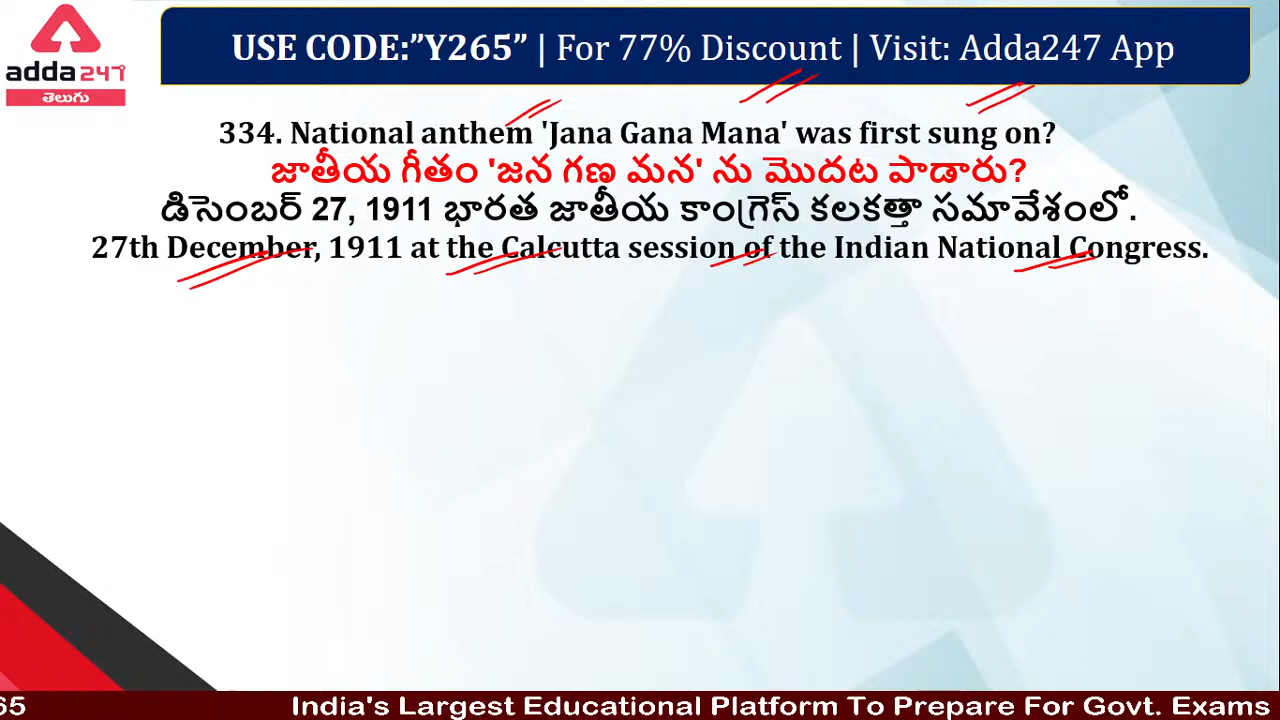 USE CODE:”Y265” | For 77% Discount | Visit: Adda247 App
adda247
తెలుగు
334. National anthem 'Jana Gana Mana' was first sung on?
జాతీయ గీతం 'జన గణ మన' ను మొదట పాడారు?
డిసెంబర్ 27, 1911 భారత జాతీయ కాంగ్రెస్ కలకత్తా సమావేశంలో.
27th December, 1911 at the Calcutta session of the Indian National Congress.
65 India's Largest Educational Platform To Prepare For Govt. Exams